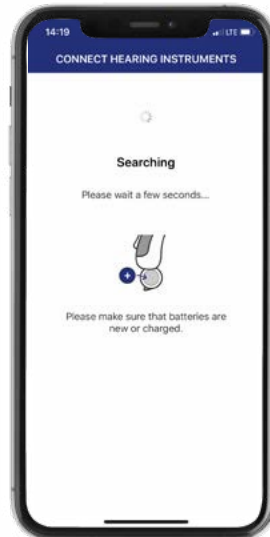 14:19
LTE
CONNECT HEARING INSTRUMENTS
Searching
Please wait a few seconds...
+
Please make sure that batteries are
new or charged.